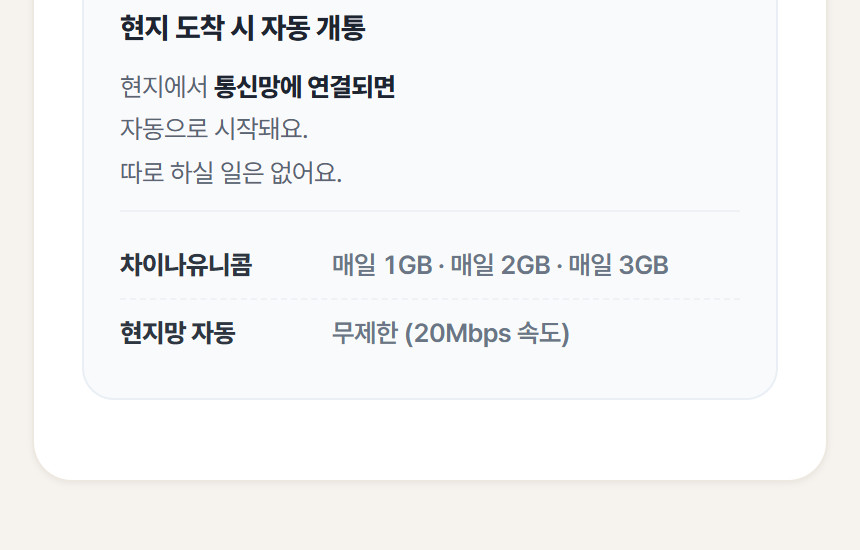 현지 도착 시 자동 개통
현지에서 통신망에 연결되면
자동으로 시작돼요.
따로 하실 일은 없어요.
차이나유니콤 매일 1GB · 매일 2GB · 매일 3GB
현지망 자동 무제한 (20Mbps 속도)